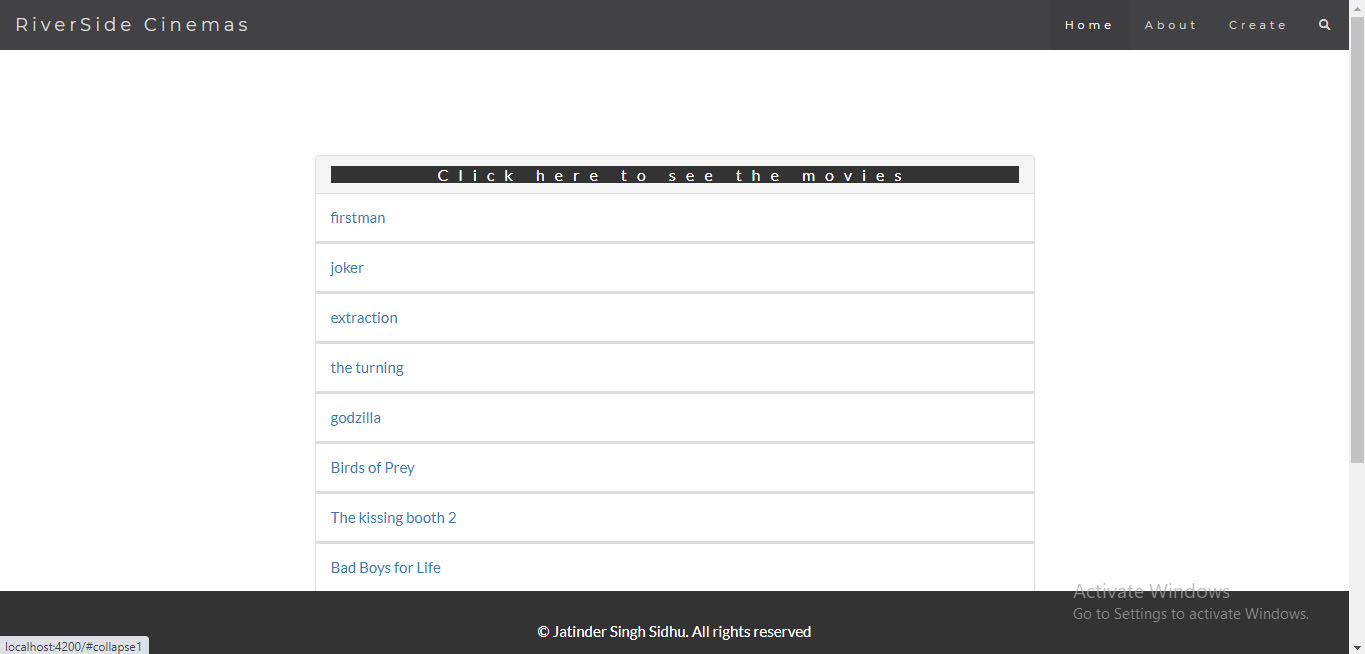 RiverSide Cinemas
Home About Create
Click here to see the movies
firstman
joker
extraction
the turning
godzilla
Birds of Prey
The kissing booth 2
Bad Boys for Life
Activate Windows
Go to Settings to activate Windows.
© Jatinder Singh Sidhu. All rights reserved
localhost:4200/#collapse1